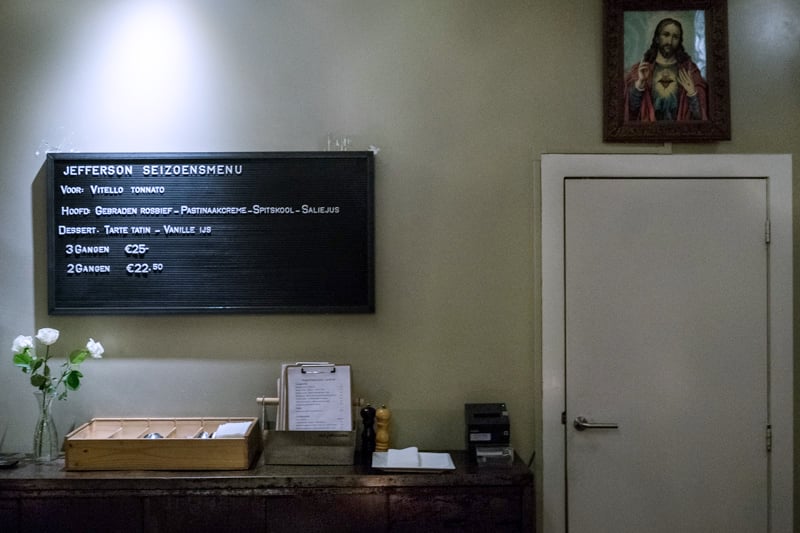 JEFFERSON SEIZOENSMENU
VOOR: VITELLO TONNATO
HOOFD: GEBRADEN ROSBIEF - PASTINAAKCREME - SPITSKOOL - SALIEJUS
DESSERT: TARTE TATIN - VANILLE IJS
3 GANGEN €25-
2 GANGEN €22.50